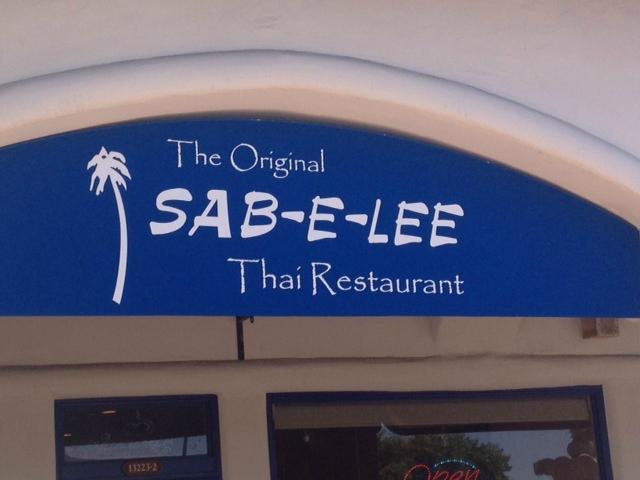 The Original
SAB-E-LEE
Thai Restaurant
13223-2
Open